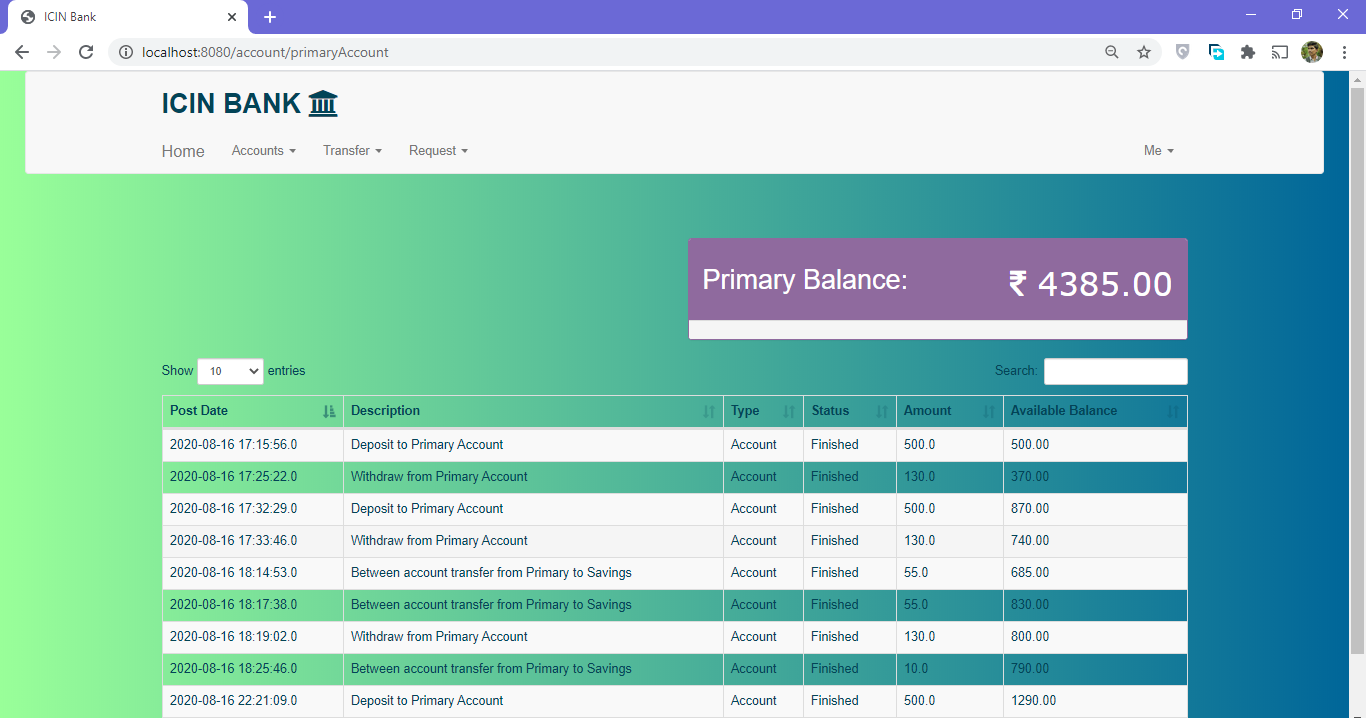 ICIN Bank
localhost:8080/account/primaryAccount
ICIN BANK
Home Accounts Transfer Request Me
Primary Balance: ₹ 4385.00
Show 10 entries Search:
Post Date Description Type Status Amount Available Balance
2020-08-16 17:15:56.0 Deposit to Primary Account Account Finished 500.0 500.00
2020-08-16 17:25:22.0 Withdraw from Primary Account Account Finished 130.0 370.00
2020-08-16 17:32:29.0 Deposit to Primary Account Account Finished 500.0 870.00
2020-08-16 17:33:46.0 Withdraw from Primary Account Account Finished 130.0 740.00
2020-08-16 18:14:53.0 Between account transfer from Primary to Savings Account Finished 55.0 685.00
2020-08-16 18:17:38.0 Between account transfer from Primary to Savings Account Finished 55.0 830.00
2020-08-16 18:19:02.0 Withdraw from Primary Account Account Finished 130.0 800.00
2020-08-16 18:25:46.0 Between account transfer from Primary to Savings Account Finished 10.0 790.00
2020-08-16 22:21:09.0 Deposit to Primary Account Account Finished 500.0 1290.00